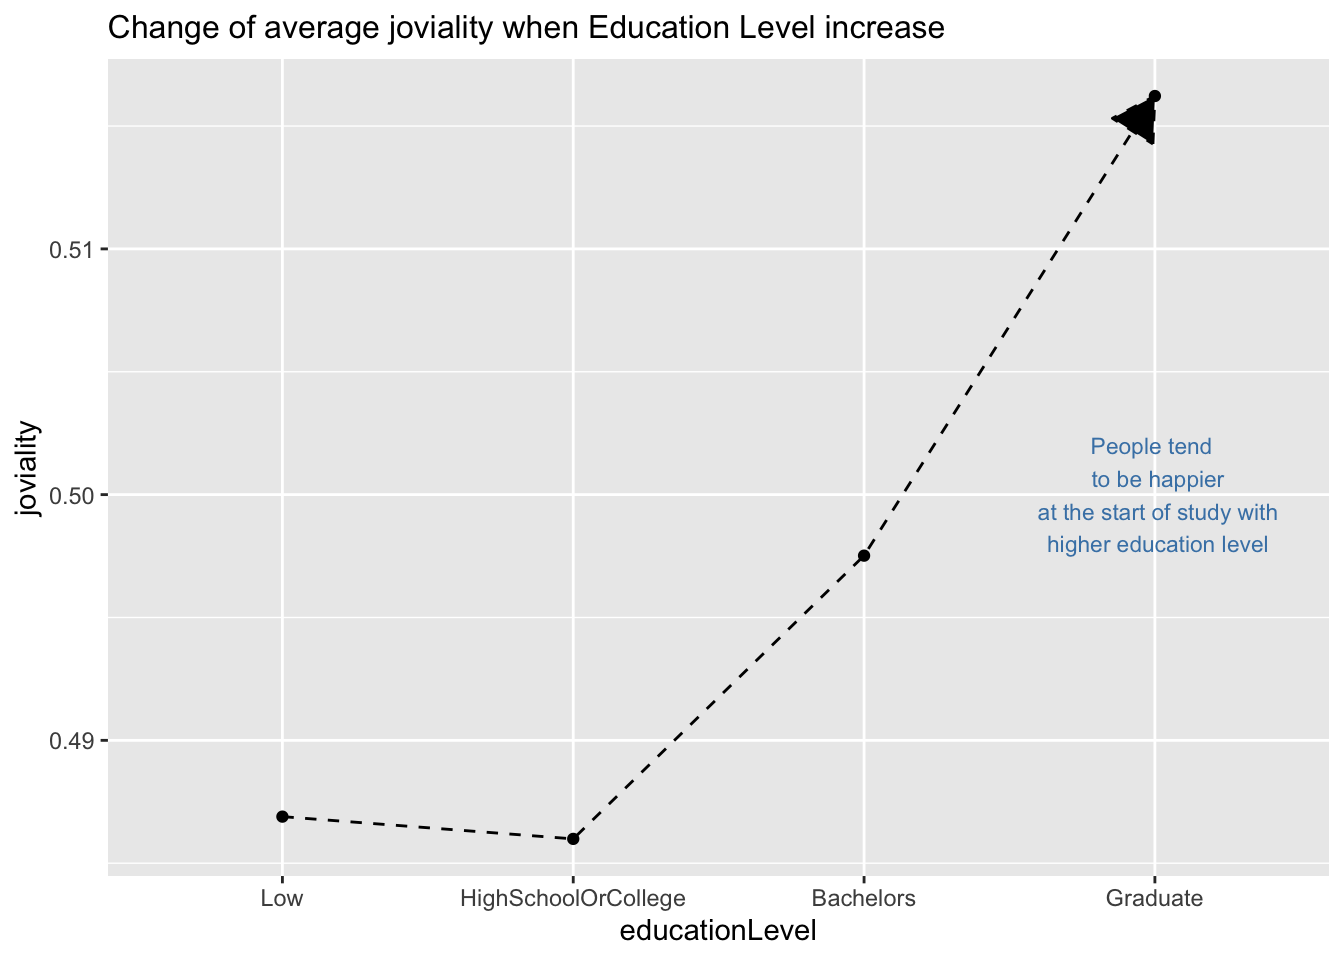 Change of average joviality when Education Level increase
0.51
0.50
0.49
joviality
People tend
to be happier
at the start of study with
higher education level
Low
HighSchoolOrCollege
Bachelors
Graduate
educationLevel